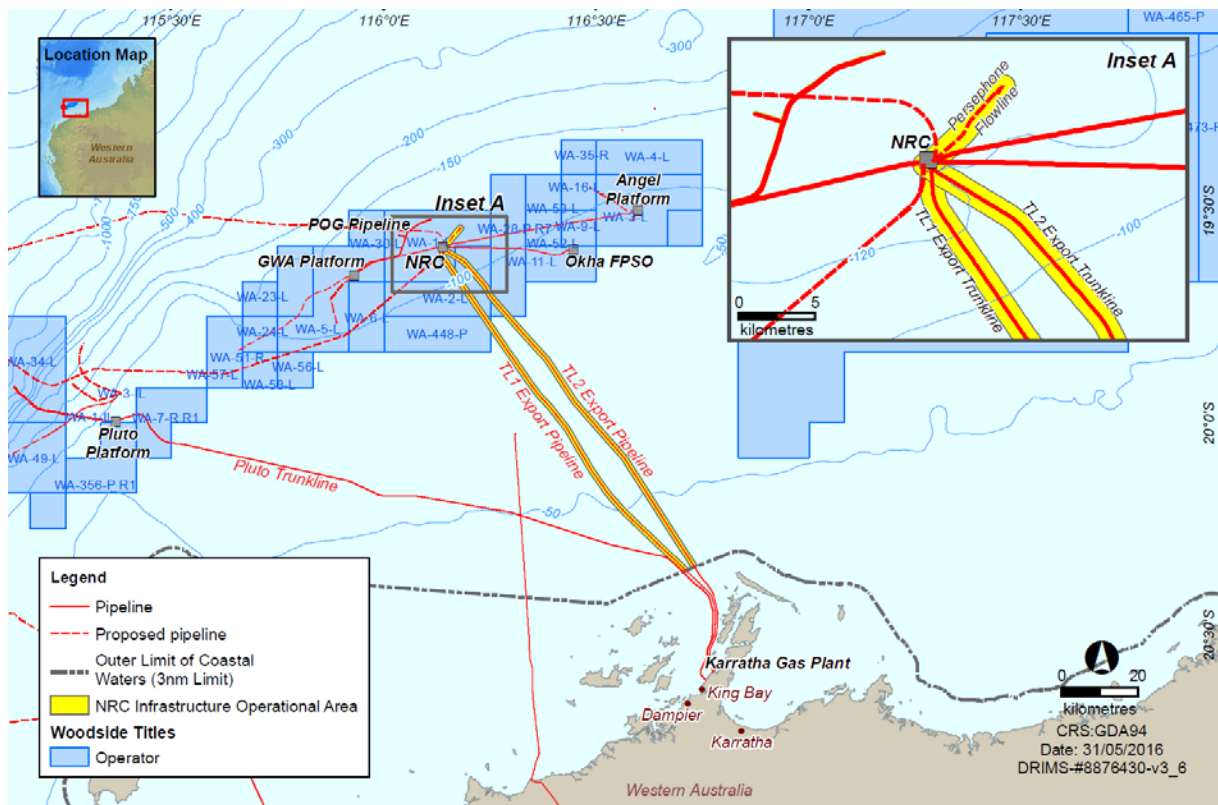 115°30'E
116°0'E
116°30'E
117°0'E
117°30'E
Location Map
Western
Australia
-300
WA-465-P
Inset A
Persephone
Flowline
NRC
TL1 Export Trunkline
TL2 Export Trunkline
-120
0 5
kilometres
19°30'S
-300
-200
-150
-500
-750
-1000
WA-35-R
WA-4-L
WA-16-L
Angel
Platform
WA-53-L
WA-3-L
WA-9-L
Inset A
POG Pipeline
WA-30-L
WA-1-L
WA-28-P R7
WA-52-L
NRC
GWA Platform
WA-11-L
Okha FPSO
-50
-100
WA-23-L
WA-2-L
WA-24-L
WA-5-L
WA-6-L
WA-448-P
WA-51-R
WA-56-L
WA-57-L
WA-58-L
WA-34-L
WA-3-IL
WA-1-IL
WA-7-R R1
Pluto
Platform
WA-49-L
WA-356-P R1
Pluto Trunkline
TL1 Export Pipeline
TL2 Export Pipeline
20°0'S
-50
Legend
Pipeline
Proposed pipeline
Outer Limit of Coastal
Waters (3nm Limit)
NRC Infrastructure Operational Area
Woodside Titles
Operator
20°30'S
Karratha Gas Plant
King Bay
Dampier
Karratha
Western Australia
0 20
kilometres
CRS:GDA94
Date: 31/05/2016
DRIMS-#8876430-v3_6